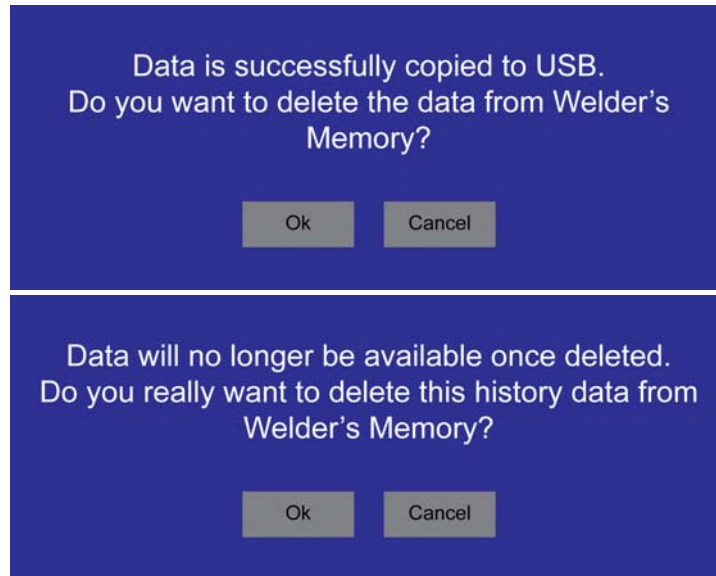 Data is successfully copied to USB.
Do you want to delete the data from Welder's
Memory?
Ok Cancel
Data will no longer be available once deleted.
Do you really want to delete this history data from
Welder's Memory?
Ok Cancel